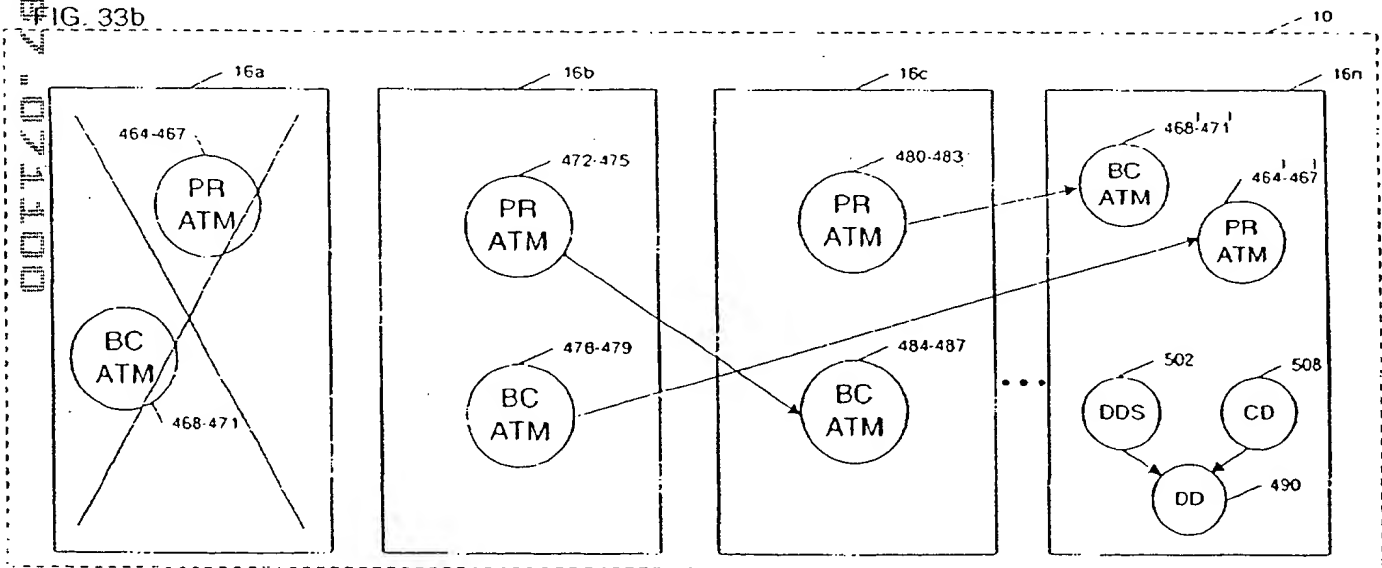 FIG. 33b
10
16a
16b
16c
16n
464-467
PR
ATM
BC
ATM
468-471
472-475
PR
ATM
478-479
BC
ATM
480-483
PR
ATM
484-487
BC
ATM
468'-471'
BC
ATM
464'-467'
PR
ATM
502
DDS
508
CD
DD
490